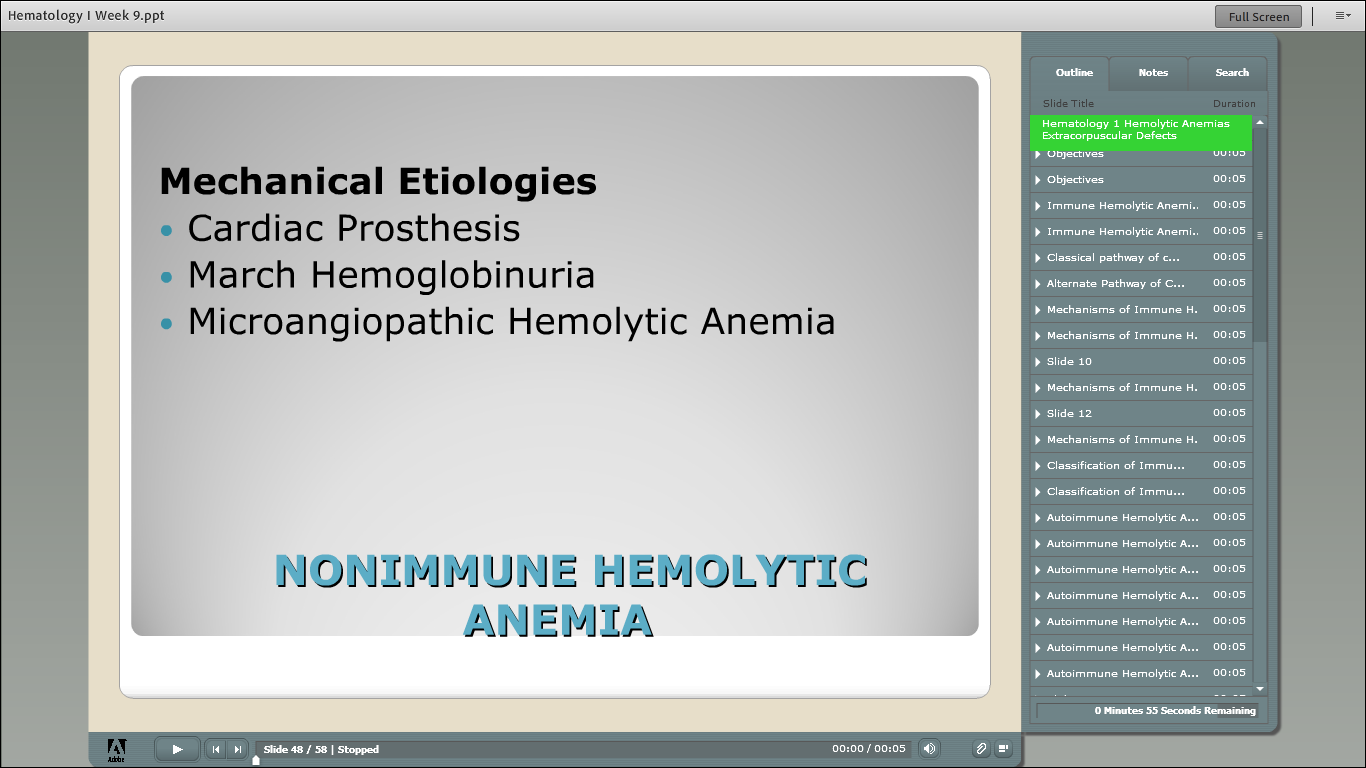 Hematology I Week 9.ppt
Full Screen
Mechanical Etiologies
• Cardiac Prosthesis
• March Hemoglobinuria
• Microangiopathic Hemolytic Anemia
NONIMMUNE HEMOLYTIC
ANEMIA
Outline Notes Search
Slide Title Duration
Hematology 1 Hemolytic Anemias
Extracorpuscular Defects
Objectives 00:05
Objectives 00:05
Immune Hemolytic Anemi.. 00:05
Immune Hemolytic Anemi.. 00:05
Classical pathway of c... 00:05
Alternate Pathway of C... 00:05
Mechanisms of Immune H. 00:05
Mechanisms of Immune H. 00:05
Slide 10 00:05
Mechanisms of Immune H. 00:05
Slide 12 00:05
Mechanisms of Immune H. 00:05
Classification of Immu... 00:05
Classification of Immu... 00:05
Autoimmune Hemolytic A... 00:05
Autoimmune Hemolytic A... 00:05
Autoimmune Hemolytic A... 00:05
Autoimmune Hemolytic A... 00:05
Autoimmune Hemolytic A... 00:05
Autoimmune Hemolytic A... 00:05
Autoimmune Hemolytic A... 00:05
0 Minutes 55 Seconds Remaining
Adobe
Slide 48 / 58 | Stopped 00:00 / 00:05